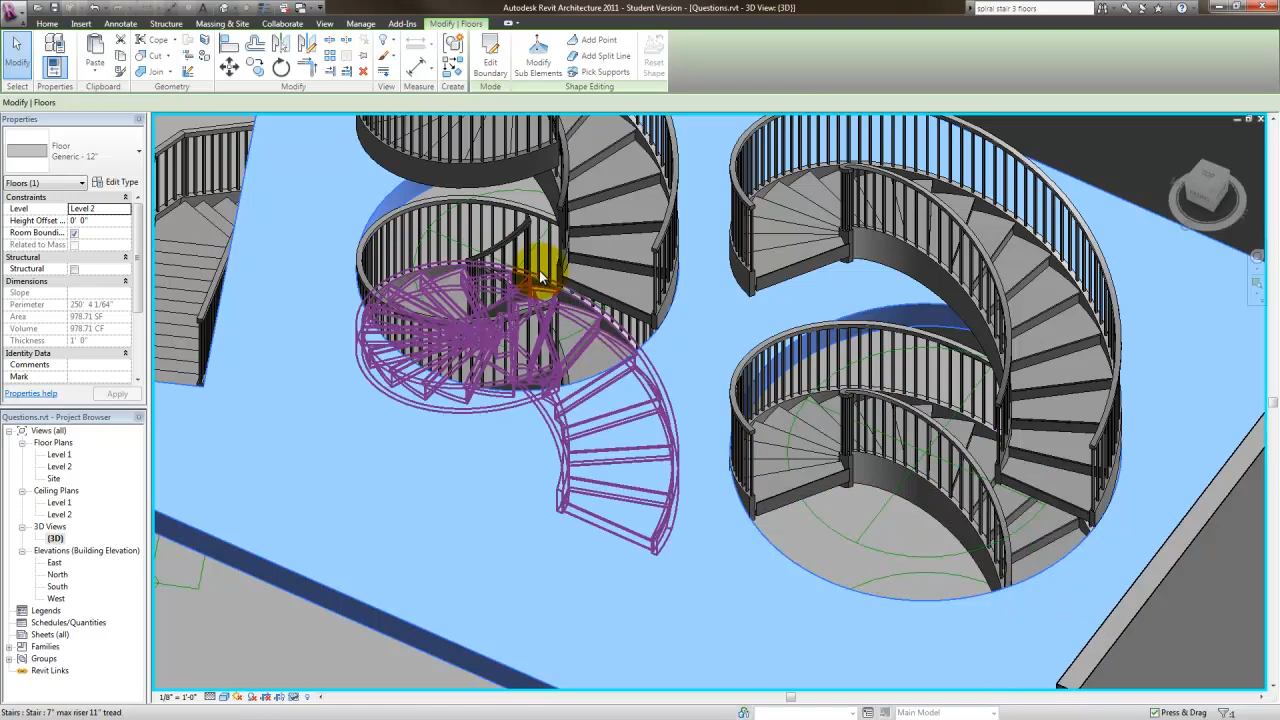 Autodesk Revit Architecture 2011 - Student Version - [Questions.rvt - 3D View: {3D}]
spiral stair 3 floors
Home Insert Annotate Structure Massing & Site Collaborate View Manage Add-Ins Modify | Floors
Modify
Paste
Cope
Cut
Join
Edit Boundary
Modify Sub Elements
Add Point
Add Split Line
Pick Supports
Reset Shape
Select Properties Clipboard Geometry Modify View Measure Create Mode Shape Editing
Modify | Floors
Properties
Floor
Generic - 12"
Floors (1)
Edit Type
Constraints
Level Level 2
Height Offset ... 0' 0"
Room Boundi...
Related to Mass
Structural
Structural
Dimensions
Slope
Perimeter 250' 4 1/64"
Area 978.71 SF
Volume 978.71 CF
Thickness 1' 0"
Identity Data
Comments
Mark
Properties help
Apply
Questions.rvt - Project Browser
Views (all)
Floor Plans
Level 1
Level 2
Site
Ceiling Plans
Level 1
Level 2
3D Views
{3D}
Elevations (Building Elevation)
East
North
South
West
Legends
Schedules/Quantities
Sheets (all)
Families
Groups
Revit Links
TOP
1/8" = 1'-0"
Stairs : Stair : 7" max riser 11" tread
Main Model
Press & Drag
:1